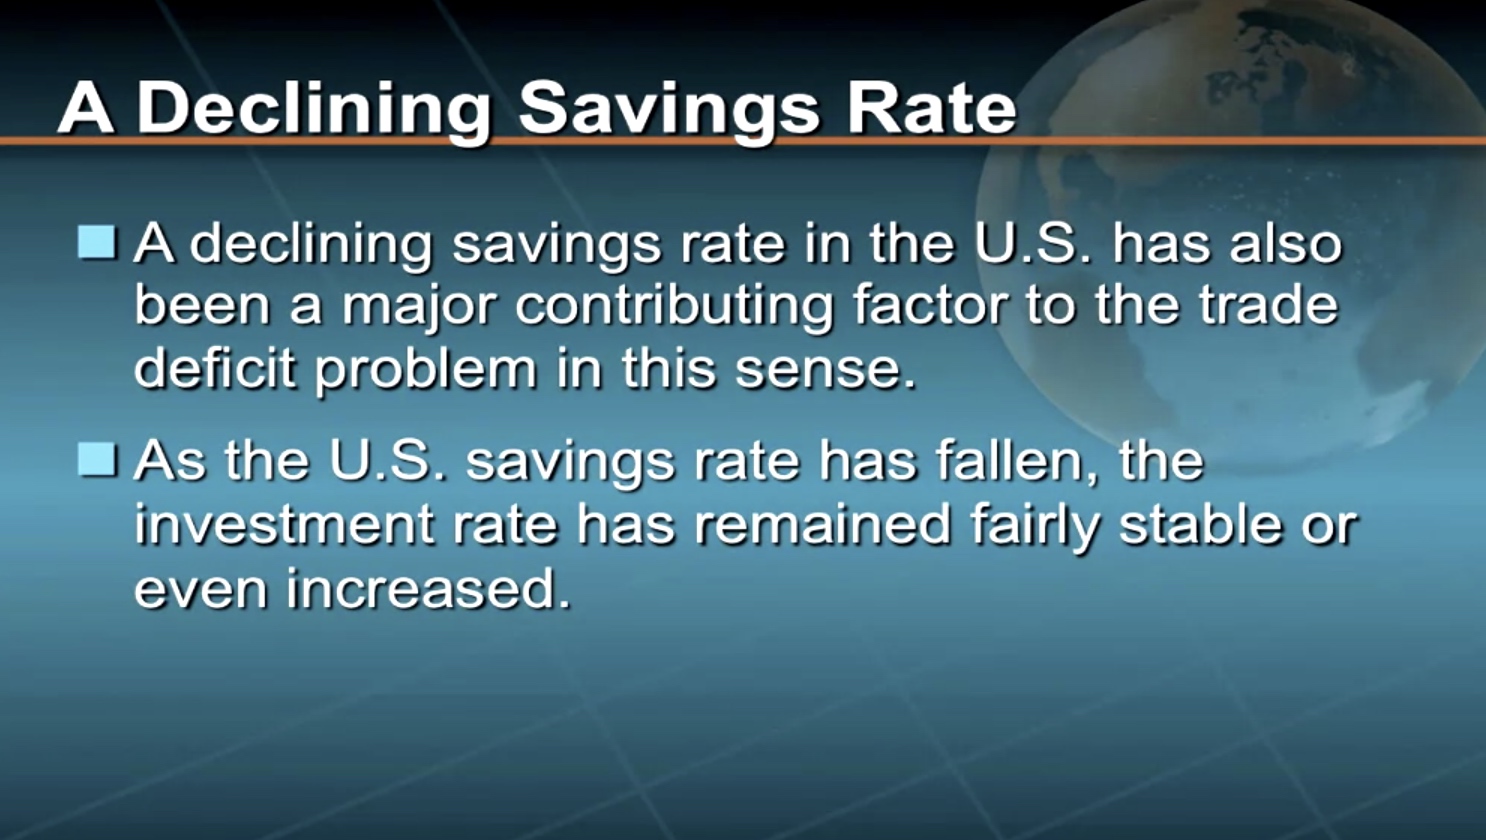 A Declining Savings Rate
A declining savings rate in the U.S. has also
been a major contributing factor to the trade
deficit problem in this sense.
As the U.S. savings rate has fallen, the
investment rate has remained fairly stable or
even increased.